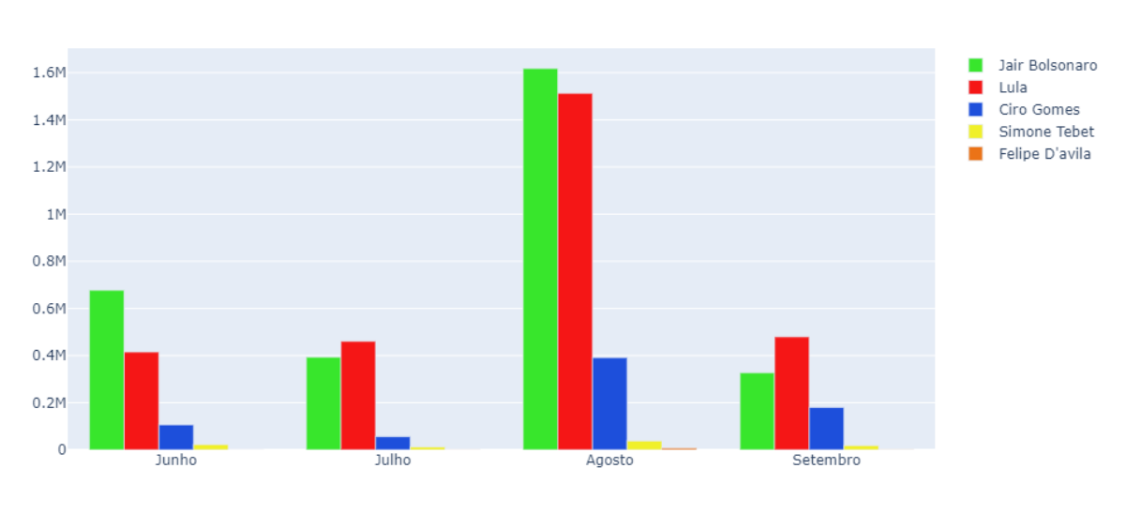 1.6M
1.4M
1.2M
1M
0.8M
0.6M
0.4M
0.2M
0
Junho Julho Agosto Setembro
Jair Bolsonaro
Lula
Ciro Gomes
Simone Tebet
Felipe D'avila